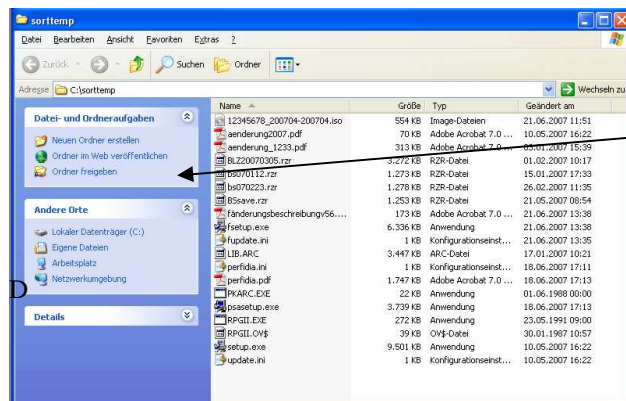 sorttemp
Datei Bearbeiten Ansicht Favoriten Extras ?
Zurück Suchen Ordner
Adresse C:\sorttemp Wechseln zu
Datei- und Ordneraufgaben
Neuen Ordner erstellen
Ordner im Web veröffentlichen
Ordner freigeben
Andere Orte
Lokaler Datenträger (C:)
Eigene Dateien
Arbeitsplatz
Netzwerkumgebung
D
Details
Name Größe Typ Geändert am
12345678_200704-200704.iso 554 KB Image-Dateien 21.06.2007 11:51
aenderung2007.pdf 70 KB Adobe Acrobat 7.0 ... 10.05.2007 16:22
aenderung_1233.pdf 313 KB Adobe Acrobat 7.0 ... 03.01.2007 15:39
BLZ20070305.rzr 3.272 KB RZR-Datei 01.02.2007 10:17
bs070112.rzr 1.273 KB RZR-Datei 15.01.2007 17:33
bs070223.rzr 1.278 KB RZR-Datei 26.02.2007 11:35
BSsave.rzr 1.253 KB RZR-Datei 21.05.2007 08:54
fänderungsbeschreibungv56.... 173 KB Adobe Acrobat 7.0 ... 21.06.2007 13:38
fsetup.exe 6.336 KB Anwendung 21.06.2007 13:38
fupdate.ini 1 KB Konfigurationseinst... 21.06.2007 13:35
LIB.ARC 3.447 KB ARC-Datei 17.01.2007 10:21
perfidia.ini 1 KB Konfigurationseinst... 18.06.2007 17:11
perfidia.pdf 1.747 KB Adobe Acrobat 7.0 ... 18.06.2007 17:13
PKARC.EXE 22 KB Anwendung 01.06.1988 00:00
psasetup.exe 3.739 KB Anwendung 18.06.2007 17:13
RPGII.EXE 272 KB Anwendung 23.05.1991 09:00
RPGII.OV$ 39 KB OV$-Datei 30.01.1987 10:57
setup.exe 9.501 KB Anwendung 10.05.2007 16:22
update.ini 1 KB Konfigurationseinst... 10.05.2007 16:22